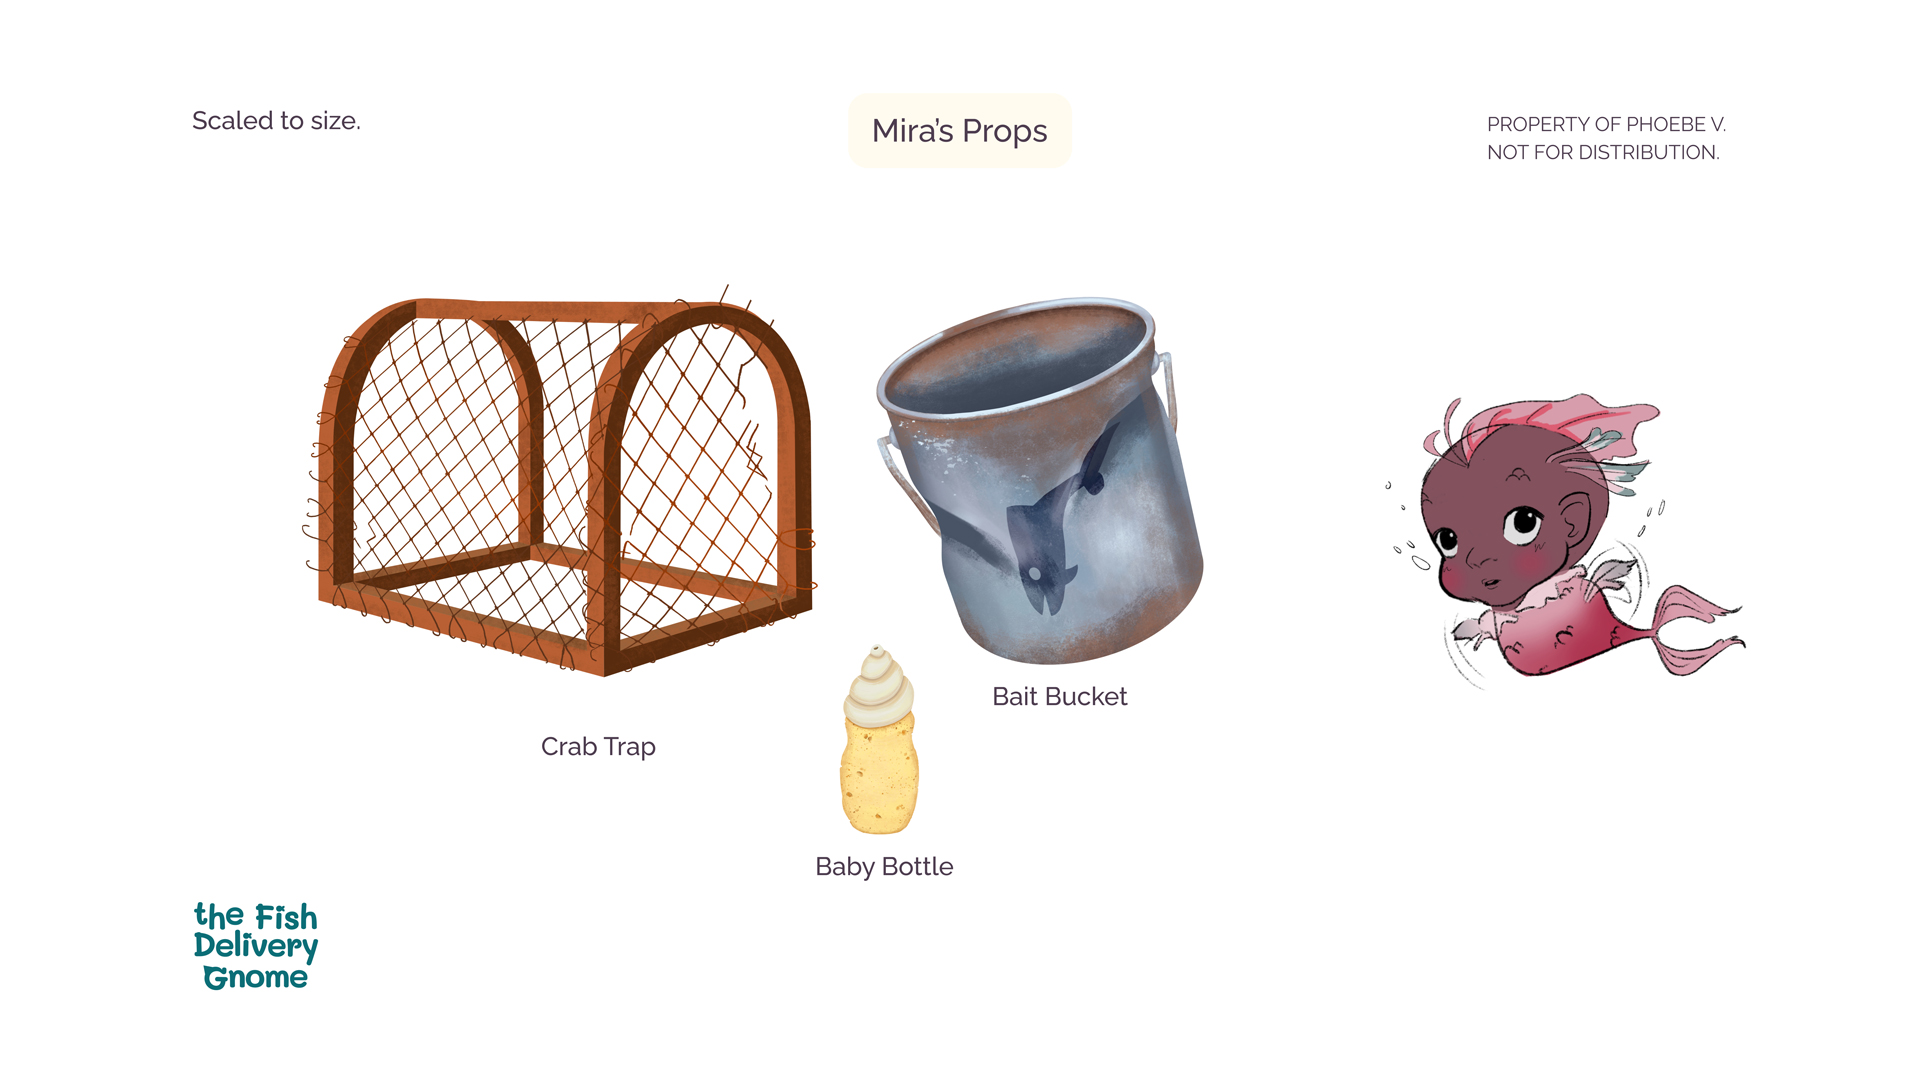 Scaled to size.
Mira's Props
PROPERTY OF PHOEBE V.
NOT FOR DISTRIBUTION.
Bait Bucket
Crab Trap
Baby Bottle
the Fish
Delivery
Gnome